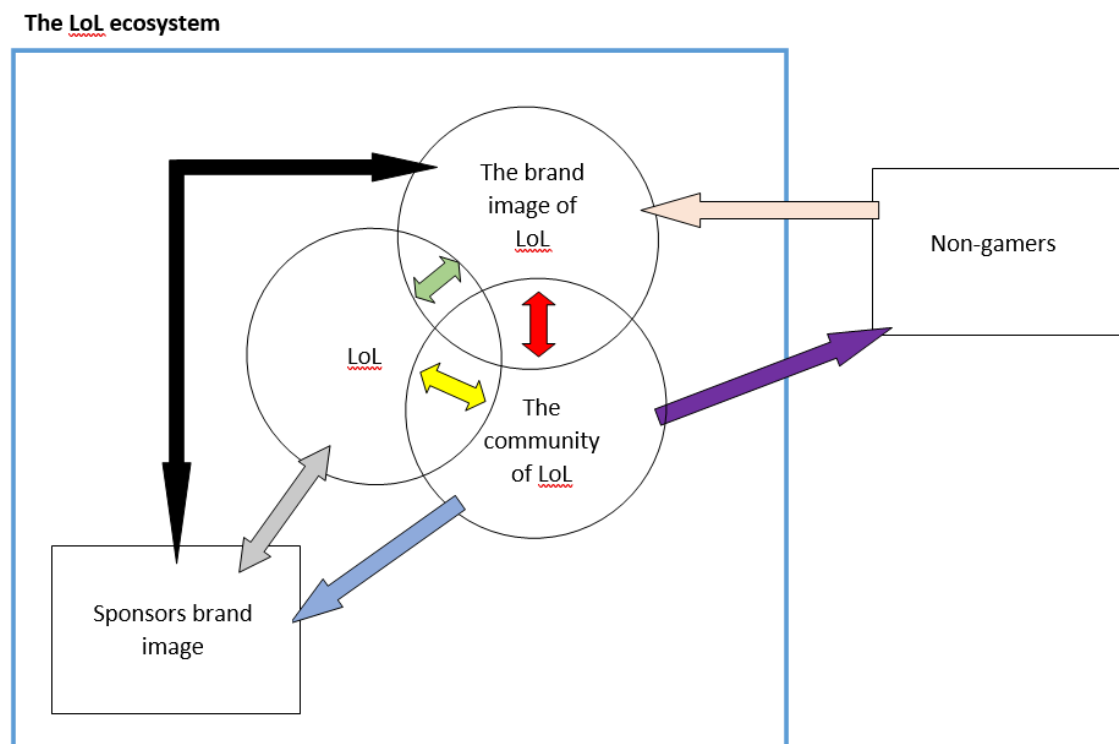 The LoL ecosystem
The brand
image of
LoL
Non-gamers
LoL
The
community
of LoL
Sponsors brand
image